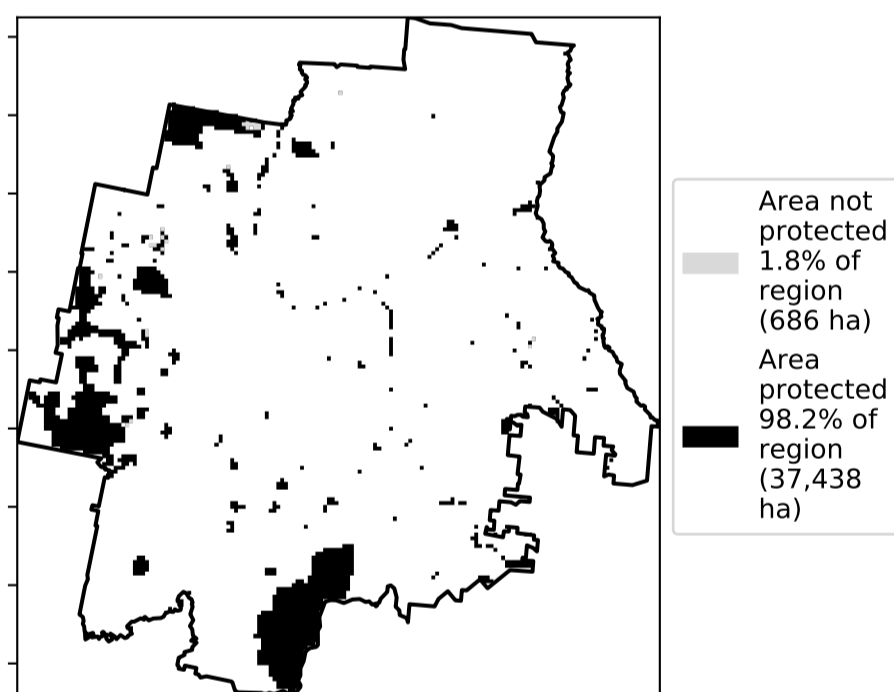 Area not
protected
1.8% of
region
(686 ha)
Area
protected
98.2% of
region
(37,438
ha)